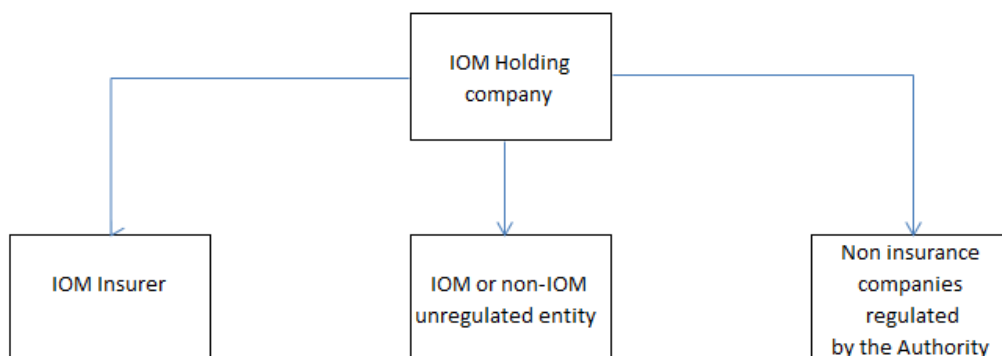 IOM Holding
company
IOM Insurer
IOM or non-IOM
unregulated entity
Non insurance
companies
regulated
by the Authority